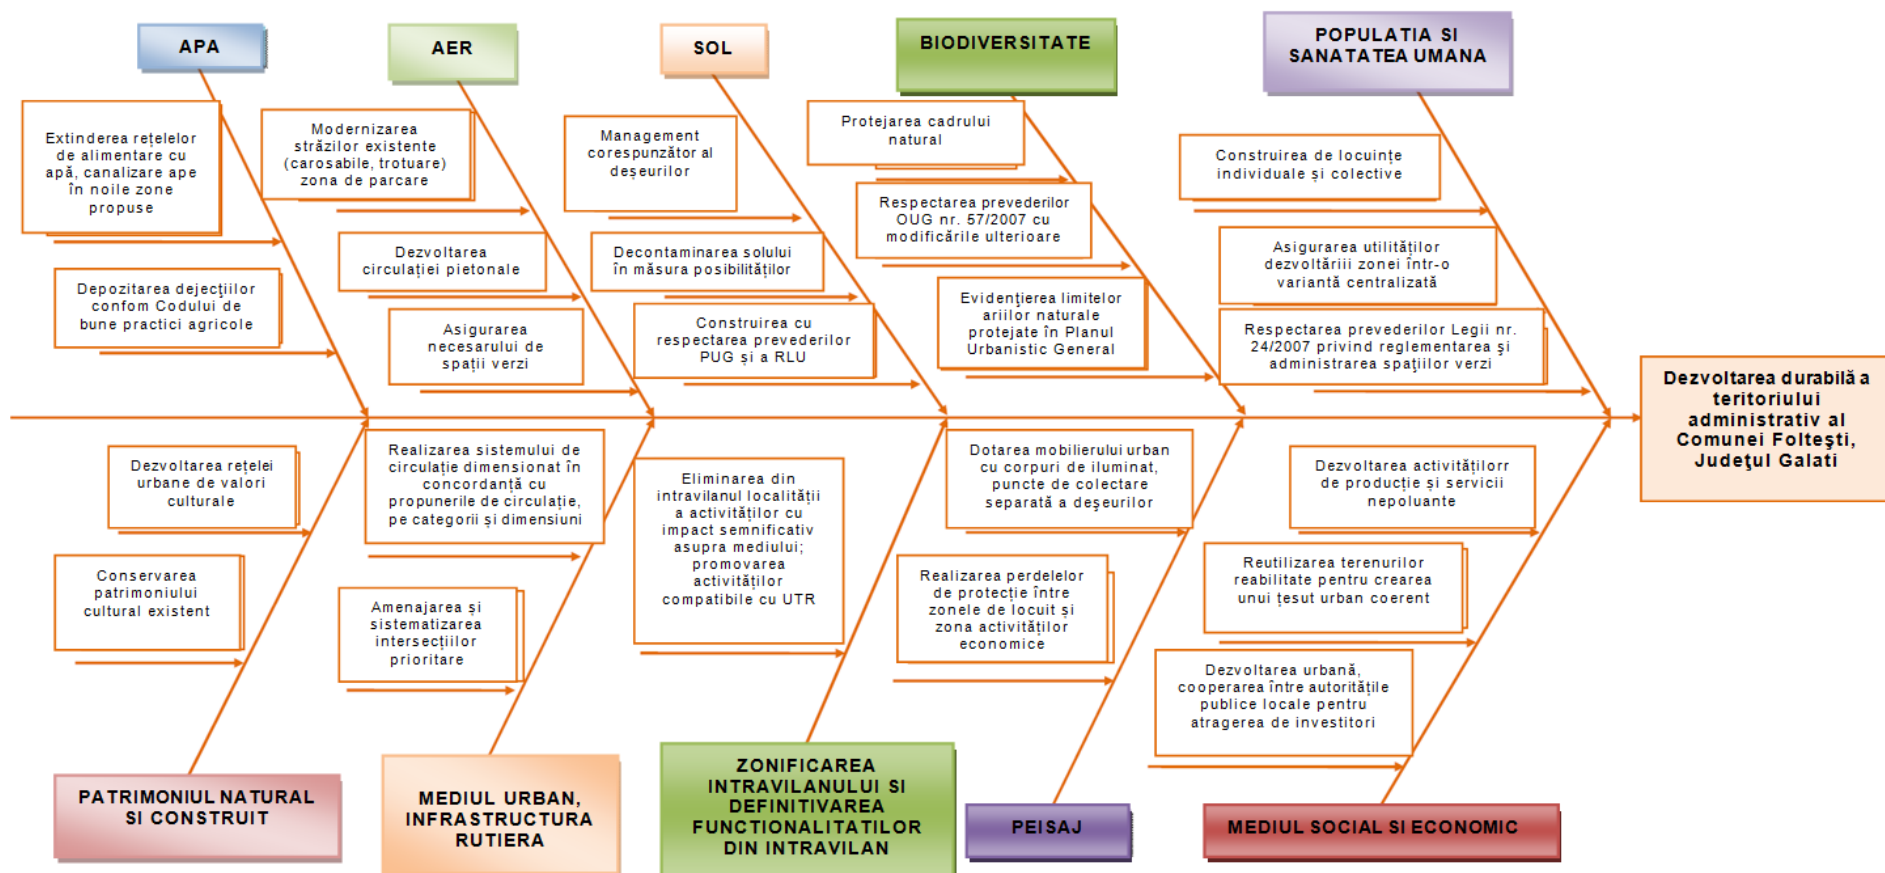 APA
AER
SOL
BIODIVERSITATE
POPULATIA SI
SANATATEA UMANA
Extinderea rețelelor
de alimentare cu
apă, canalizare ape
în noile zone
propuse
Depozitarea dejecţiilor
confom Codului de
bune practici agricole
Modernizarea
străzilor existente
(carosabile, trotuare)
zona de parcare
Dezvoltarea
circulației pietonale
Asigurarea
necesarului de
spații verzi
Management
corespunzător al
deșeurilor
Decontaminarea solului
în măsura posibilităților
Construirea cu
respectarea prevederilor
PUG și a RLU
Protejarea cadrului
natural
Respectarea prevederilor
OUG nr. 57/2007 cu
modificările ulterioare
Evidenţierea limitelor
ariilor naturale
protejate în Planul
Urbanistic General
Construirea de locuințe
individuale și colective
Asigurarea utilităților
dezvoltăriii zonei într-o
variantă centralizată
Respectarea prevederilor Legii nr.
24/2007 privind reglementarea şi
administrarea spaţiilor verzi
Dezvoltarea durabilă a
teritoriului
administrativ al
Comunei Folteşti,
Judeţul Galati
Dezvoltarea rețelei
urbane de valori
culturale
Conservarea
patrimoniului
cultural existent
Realizarea sistemului de
circulație dimensionat în
concordanță cu
propunerile de circulație,
pe categorii și dimensiuni
Amenajarea și
sistematizarea
intersecțiilor
prioritare
Eliminarea din
intravilanul localității
a activităților cu
impact semnificativ
asupra mediului;
promovarea
activităților
compatibile cu UTR
Dotarea mobilierului urban
cu corpuri de iluminat,
puncte de colectare
separată a deşeurilor
Realizarea perdelelor
de protecție între
zonele de locuit și
zona activităților
economice
Dezvoltarea activităților­r
de producție și servicii
nepoluante
Reutilizarea terenurilor
reabilitate pentru crearea
unui țesut urban coerent
Dezvoltarea urbană,
cooperarea între autoritățile
publice locale pentru
atragerea de investitori
PATRIMONIUL NATURAL
SI CONSTRUIT
MEDIUL URBAN,
INFRASTRUCTURA
RUTIERA
ZONIFICAREA
INTRAVILANULUI SI
DEFINITIVAREA
FUNCTIONALITATILOR
DIN INTRAVILAN
PEISAJ
MEDIUL SOCIAL SI ECONOMIC